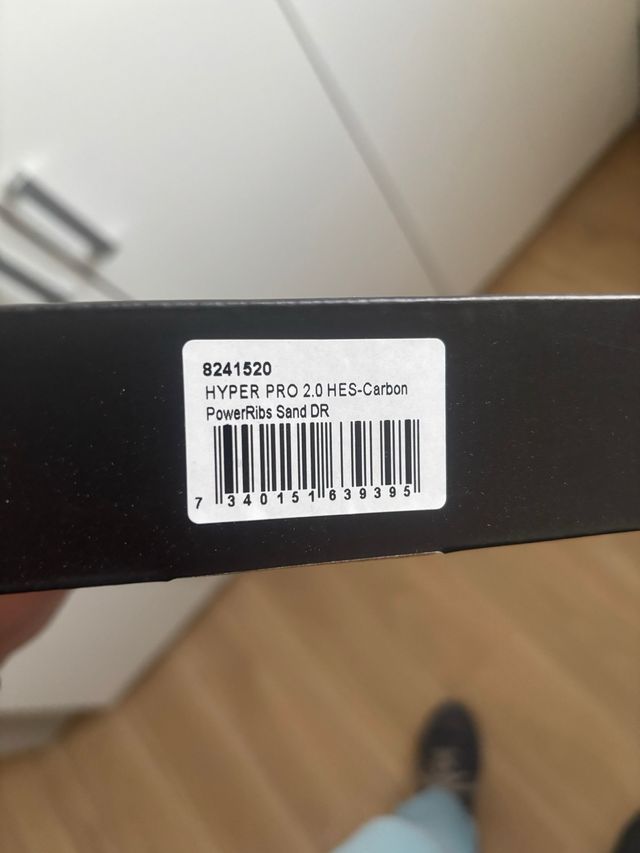 8241520
HYPER PRO 2.0 HES-Carbon
PowerRibs Sand DR
7 340151 639395